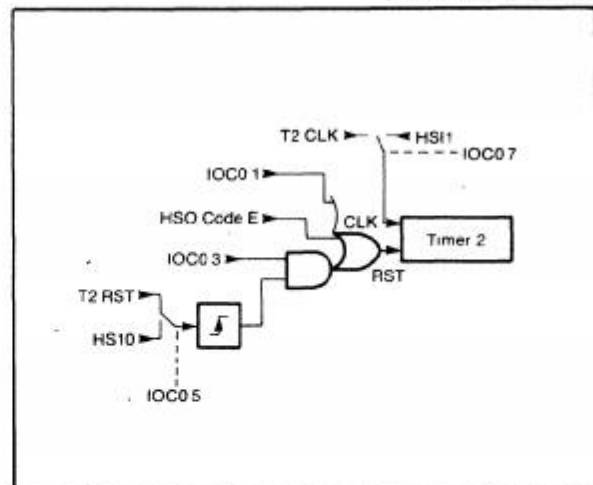 T2 CLK HSI1
IOC0 7
IOC0 1
HSO Code E
CLK
Timer 2
IOC0 3
RST
T2 RST
HS10
IOC0 5